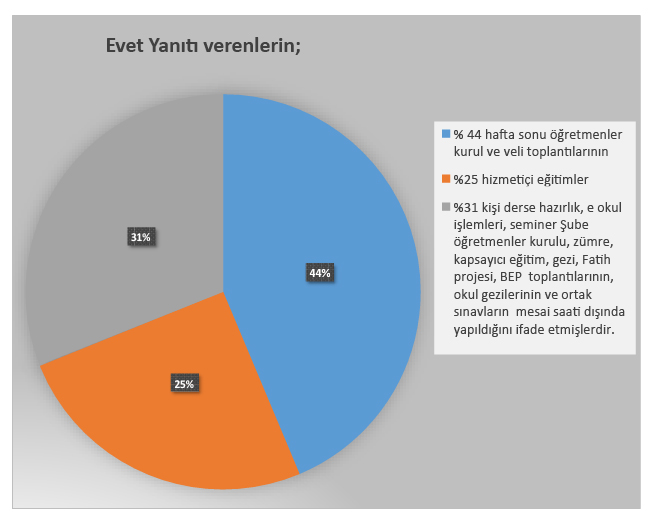 Evet Yanıtı verenlerin;
% 44 hafta sonu öğretmenler
kurul ve veli toplantılarının
%25 hizmetiçi eğitimler
%31 kişi derse hazırlık, e okul
işlemleri, seminer Şube
öğretmenler kurulu, zümre,
kapsayıcı eğitim, gezi, Fatih
projesi, BEP  toplantılarının,
okul gezilerinin ve ortak
sınavların  mesai saati dışında
yapıldığını ifade etmişlerdir.
31%
44%
25%